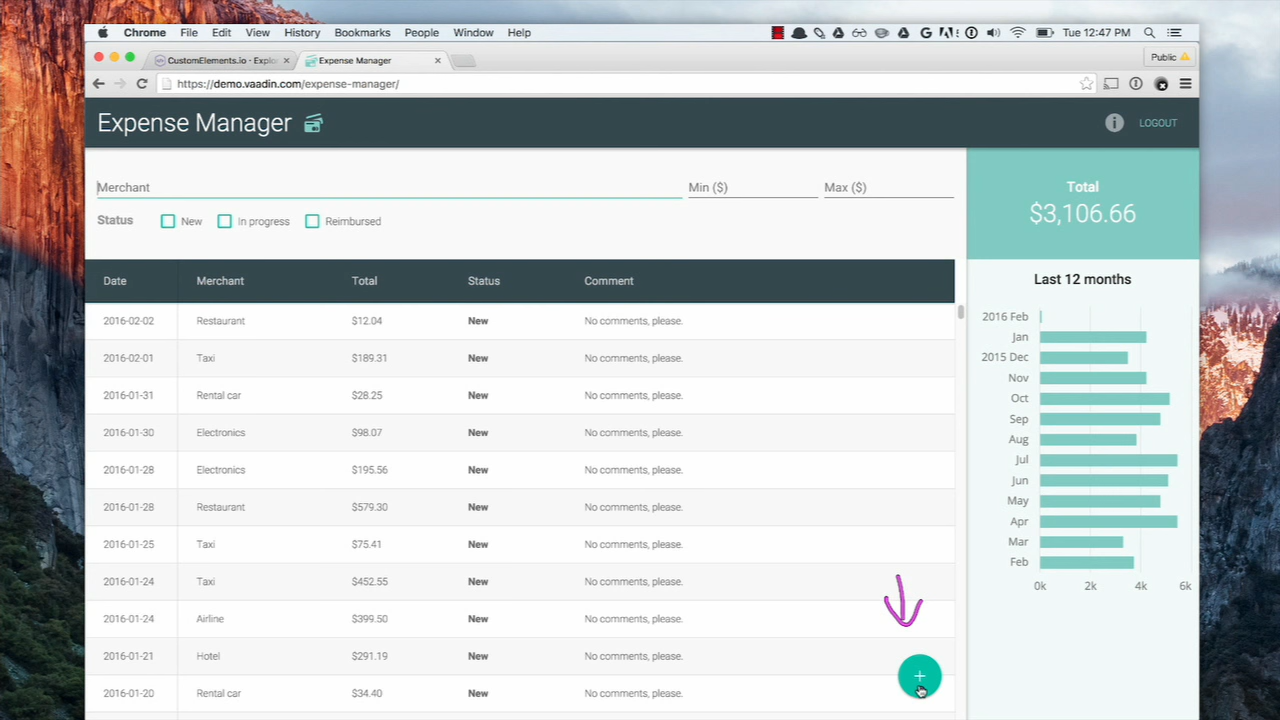 Chrome File Edit View History Bookmarks People Window Help Tue 12:47 PM
CustomElements.io - Explo Expense Manager Public
https://demo.vaadin.com/expense-manager/
Expense Manager LOGOUT
Merchant Min ($) Max ($)
Status New In progress Reimbursed
Total
$3,106.66
Date Merchant Total Status Comment
2016-02-02 Restaurant $12.04 New No comments, please.
2016-02-01 Taxi $189.31 New No comments, please.
2016-01-31 Rental car $28.25 New No comments, please.
2016-01-30 Electronics $98.07 New No comments, please.
2016-01-28 Electronics $195.56 New No comments, please.
2016-01-28 Restaurant $579.30 New No comments, please.
2016-01-25 Taxi $75.41 New No comments, please.
2016-01-24 Taxi $452.55 New No comments, please.
2016-01-24 Airline $399.50 New No comments, please.
2016-01-21 Hotel $291.19 New No comments, please.
2016-01-20 Rental car $34.40 New No comments, please.
Last 12 months
2016 Feb
Jan
2015 Dec
Nov
Oct
Sep
Aug
Jul
Jun
May
Apr
Mar
Feb
0k 2k 4k 6k